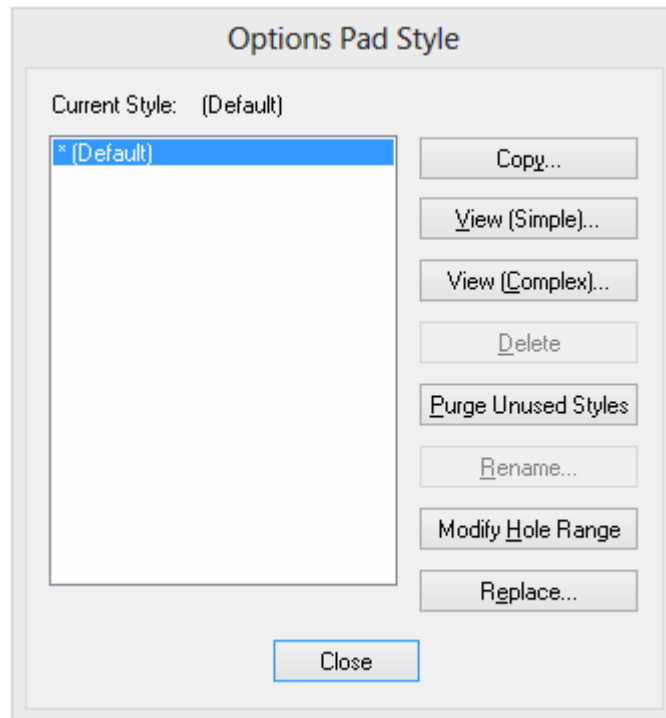 Options Pad Style
Current Style: (Default)
* (Default)
Copy...
View (Simple)...
View (Complex)...
Delete
Purge Unused Styles
Rename...
Modify Hole Range
Replace...
Close